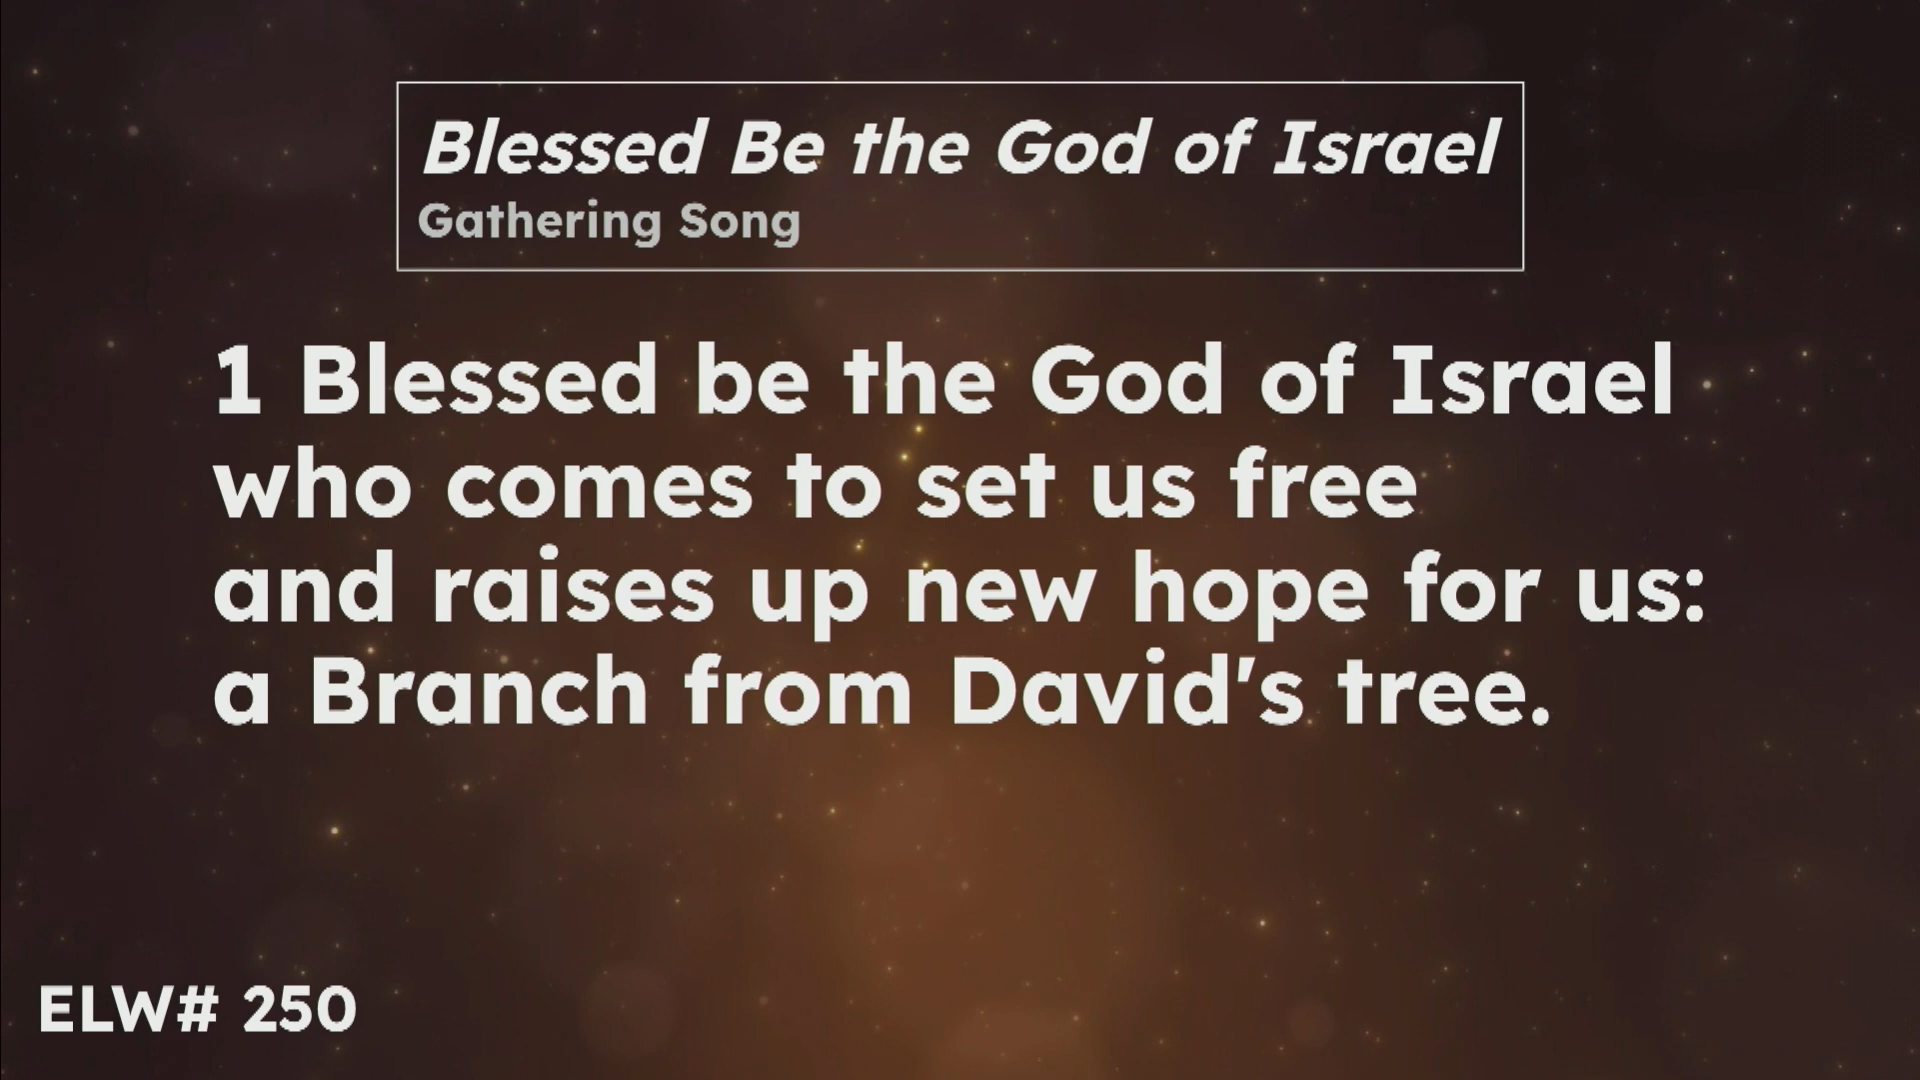 Blessed Be the God of Israel
Gathering Song
1 Blessed be the God of Israel
who comes to set us free
and raises up new hope for us:
a Branch from David's tree.
ELW# 250